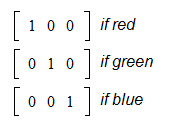 [ 1 0 0 ] if red
[ 0 1 0 ] if green
[ 0 0 1 ] if blue